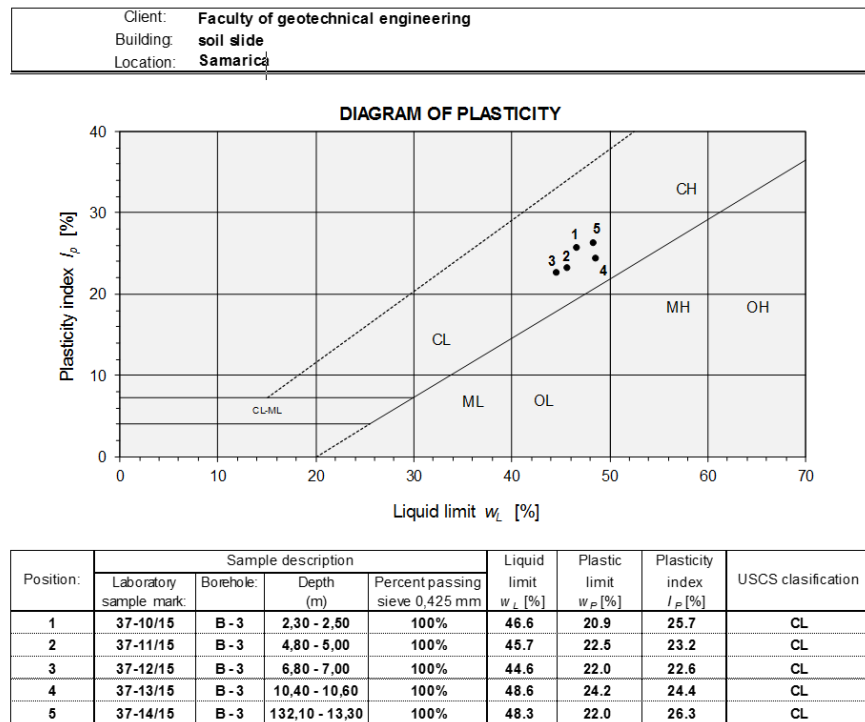 Client: Faculty of geotechnical engineering
Building: soil slide
Location: Samarica
DIAGRAM OF PLASTICITY
Plasticity index I_p [%]
40
30
20
10
0
CH
1
5
3
2
4
CL
MH
OH
ML
OL
CL-ML
0 10 20 30 40 50 60 70
Liquid limit w_L [%]
Position: Sample description Liquid limit w_L [%] Plastic limit w_P [%] Plasticity index I_P [%] USCS clasification
Laboratory sample mark: Borehole: Depth (m) Percent passing sieve 0,425 mm
1 37-10/15 B - 3 2,30 - 2,50 100% 46.6 20.9 25.7 CL
2 37-11/15 B - 3 4,80 - 5,00 100% 45.7 22.5 23.2 CL
3 37-12/15 B - 3 6,80 - 7,00 100% 44.6 22.0 22.6 CL
4 37-13/15 B - 3 10,40 - 10,60 100% 48.6 24.2 24.4 CL
5 37-14/15 B - 3 132,10 - 13,30 100% 48.3 22.0 26.3 CL